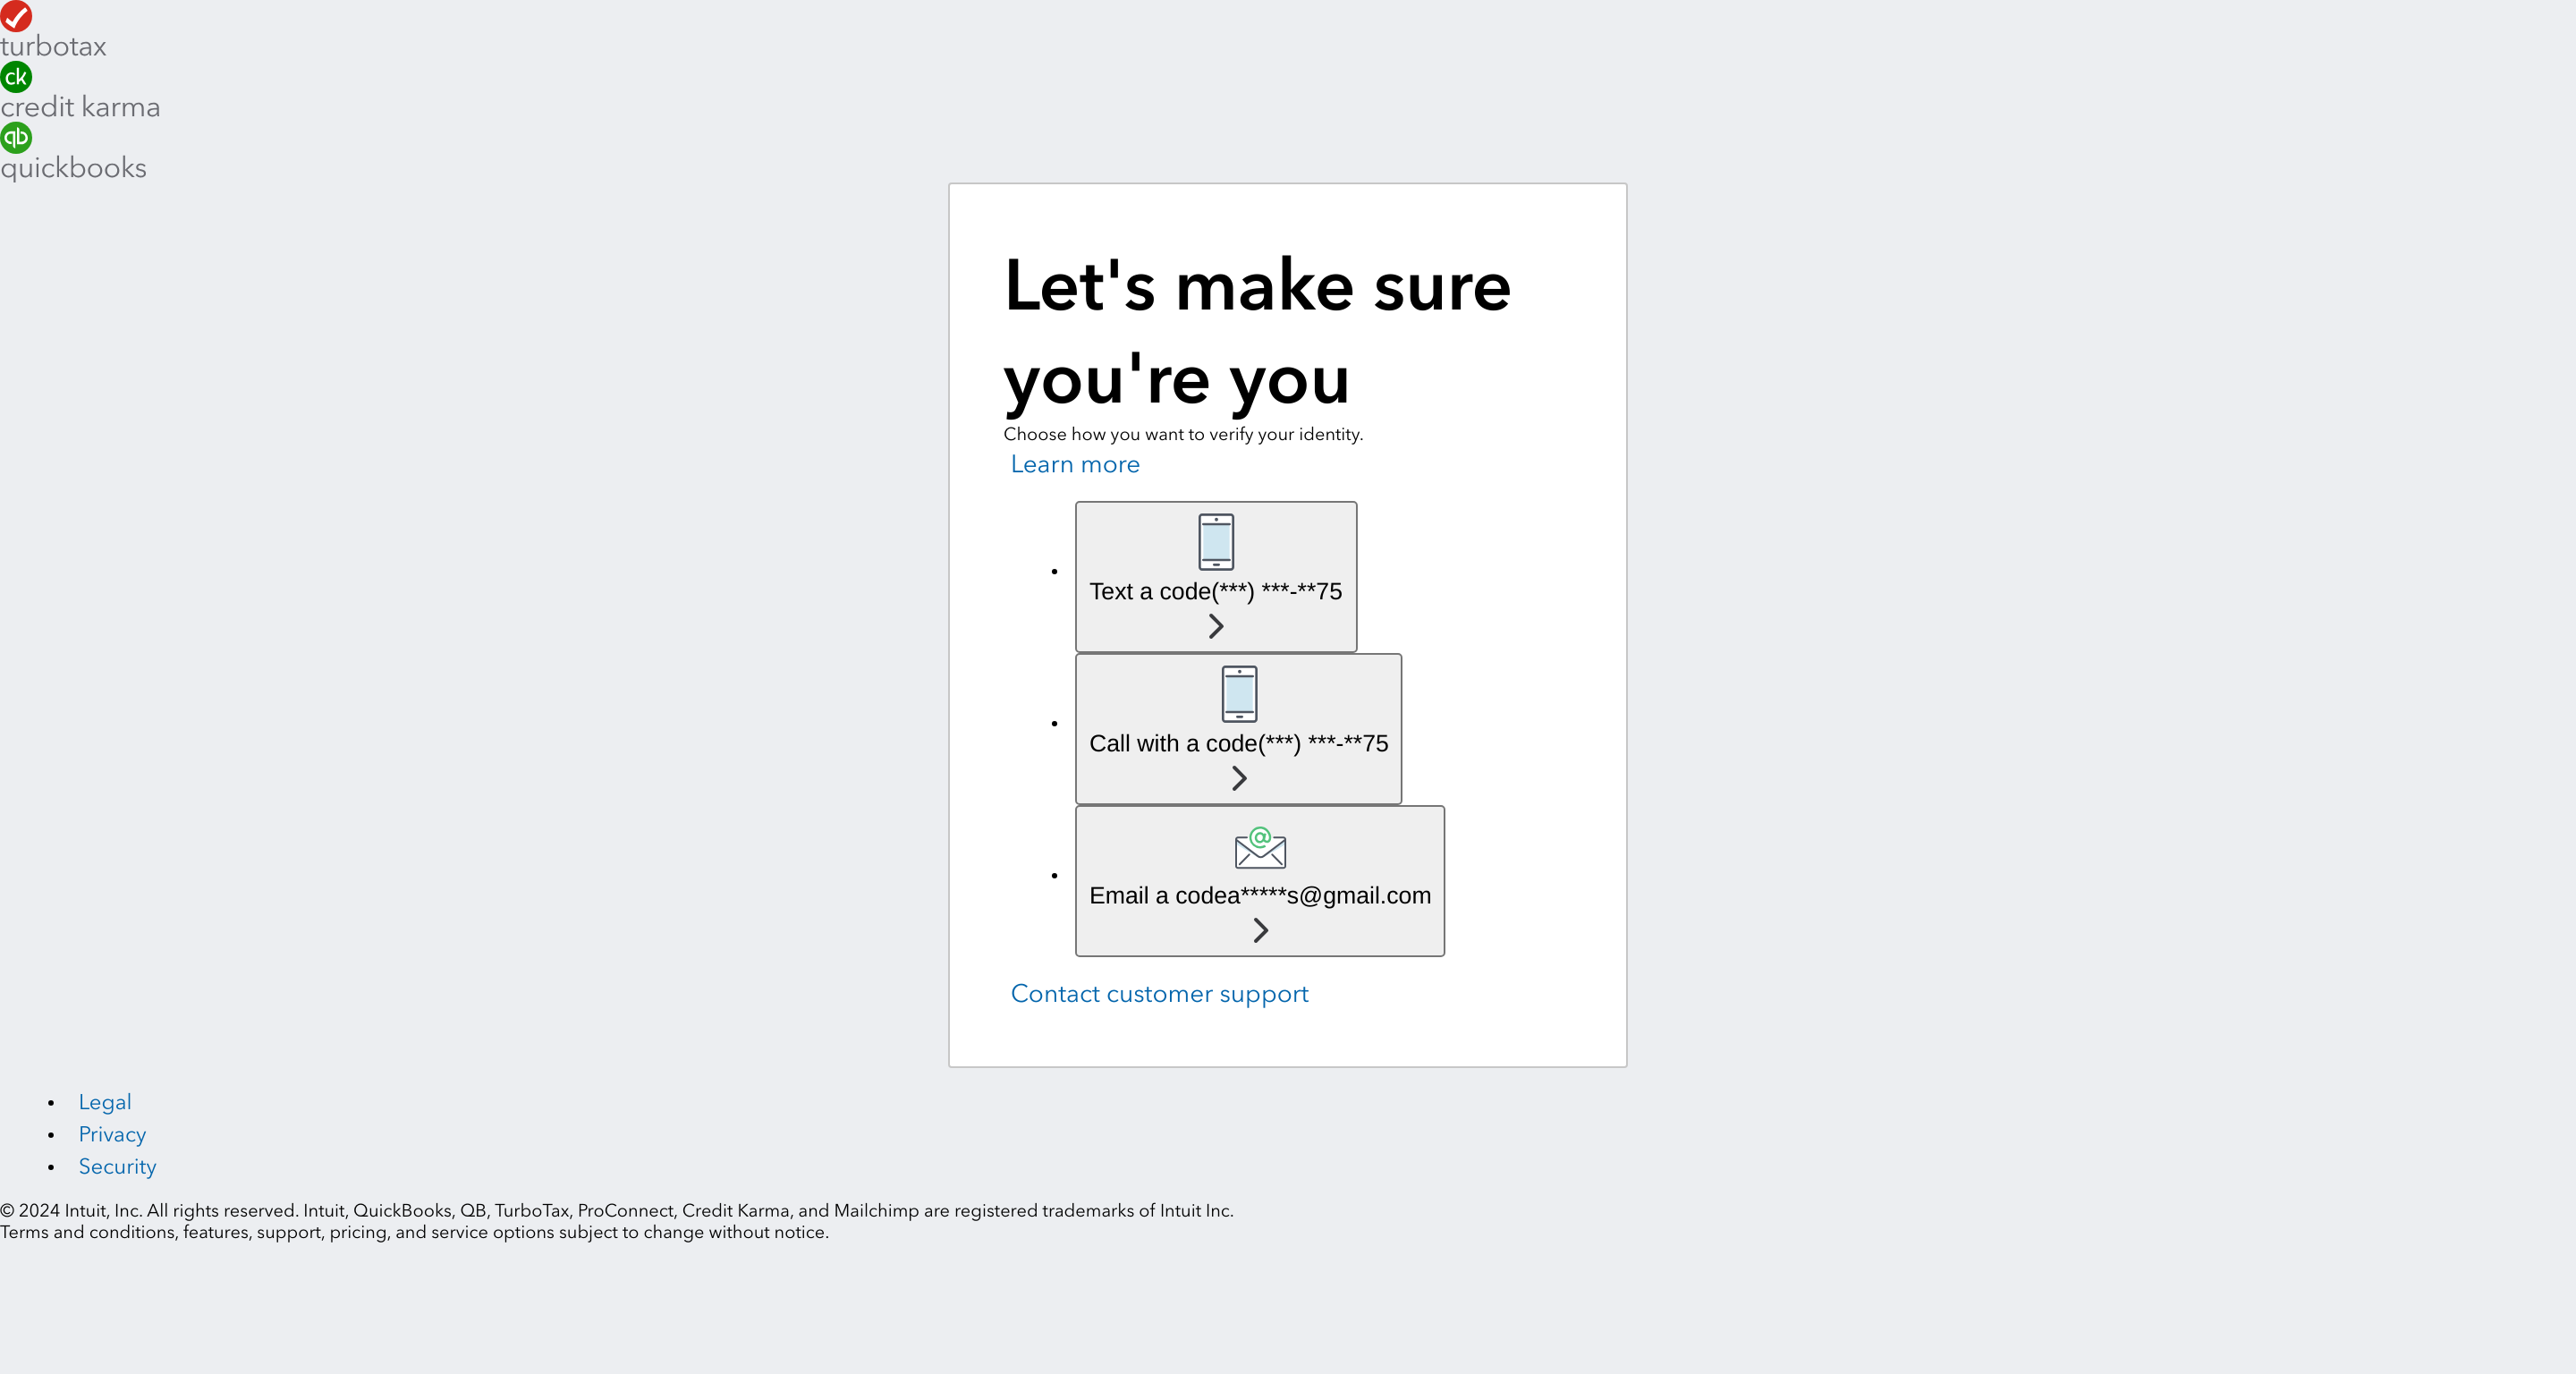 turbotax
ck
credit karma
qb
quickbooks
Let's make sure
you're you
Choose how you want to verify your identity.
Learn more
Text a code(***) ***-**75
Call with a code(***) ***-**75
@
Email a codea*****s@gmail.com
Contact customer support
Legal
Privacy
Security
© 2024 Intuit, Inc. All rights reserved. Intuit, QuickBooks, QB, TurboTax, ProConnect, Credit Karma, and Mailchimp are registered trademarks of Intuit Inc.
Terms and conditions, features, support, pricing, and service options subject to change without notice.